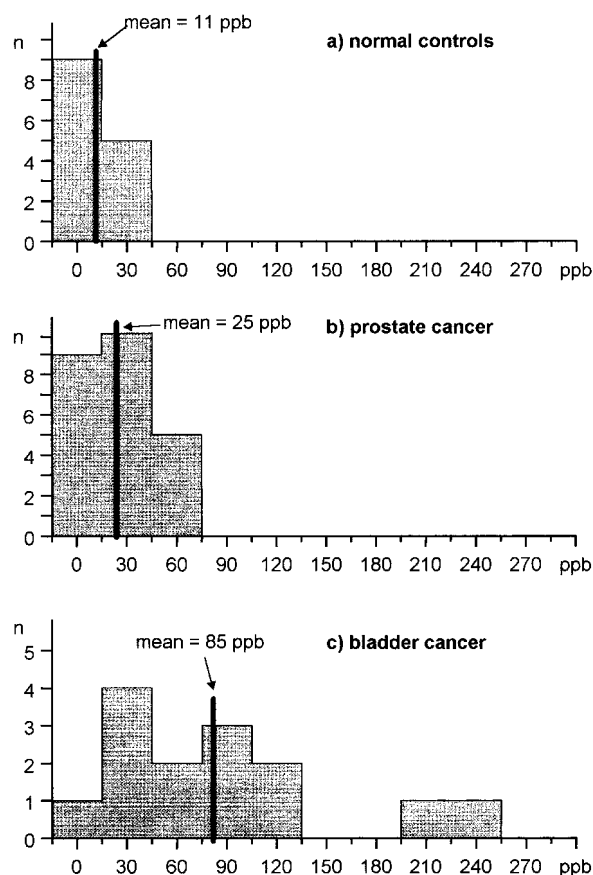 mean = 11 ppb
n
a) normal controls
8
6
4
2
0
0 30 60 90 120 150 180 210 240 270 ppb
mean = 25 ppb
n
b) prostate cancer
8
6
4
2
0
0 30 60 90 120 150 180 210 240 270 ppb
n
mean = 85 ppb
c) bladder cancer
5
4
3
2
1
0
0 30 60 90 120 150 180 210 240 270 ppb